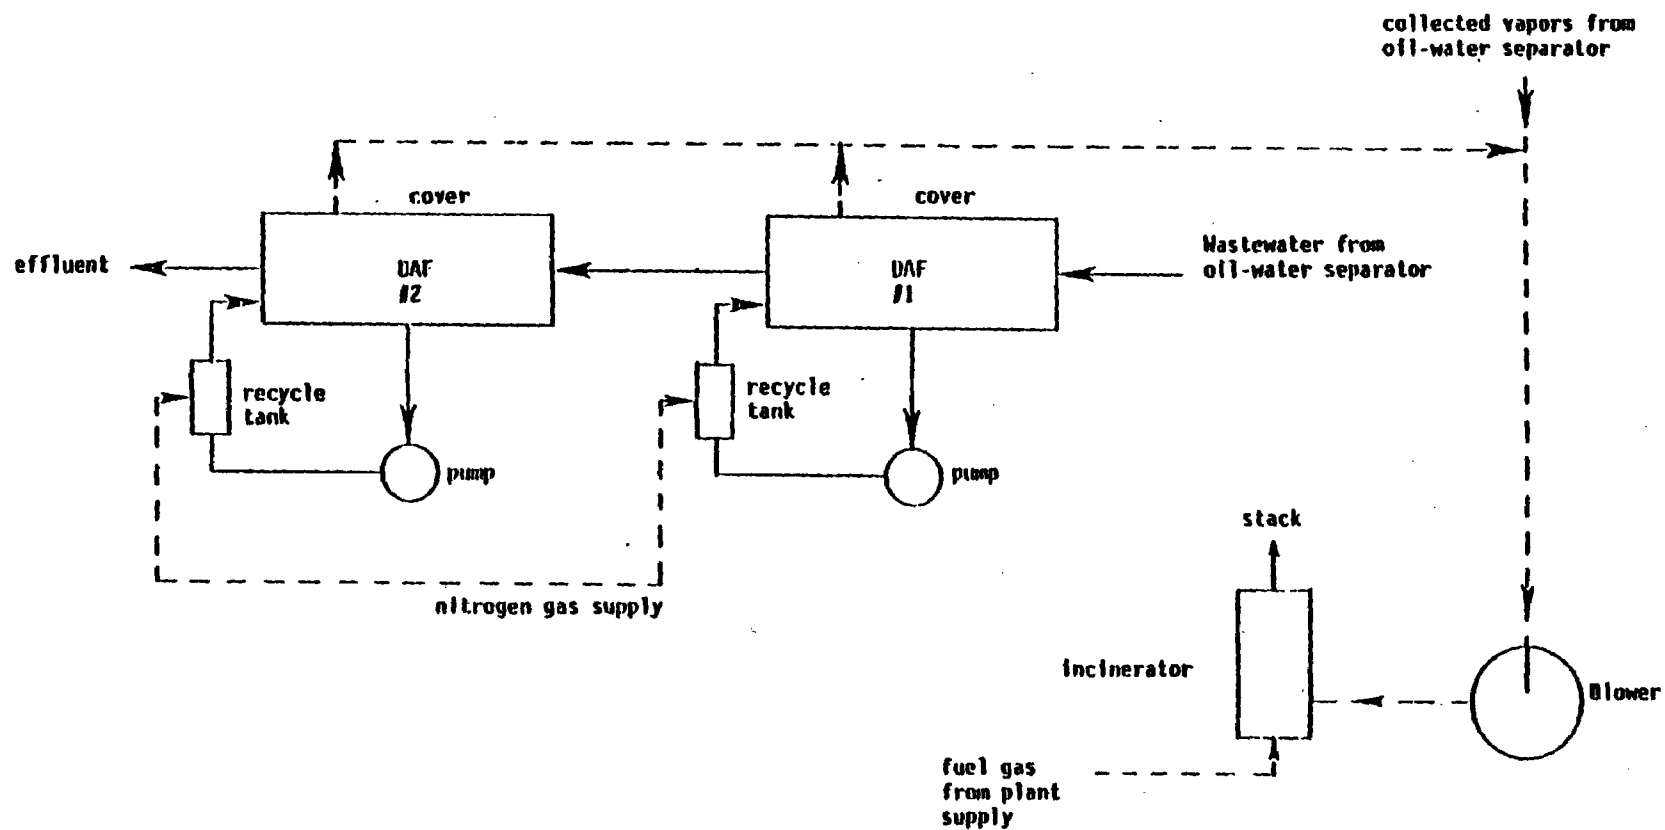 collected vapors from
oil-water separator
cover
cover
Wastewater from
oil-water separator
effluent
DAF
#2
DAF
#1
recycle
tank
recycle
tank
pump
pump
stack
nitrogen gas supply
incinerator
Blower
fuel gas
from plant
supply